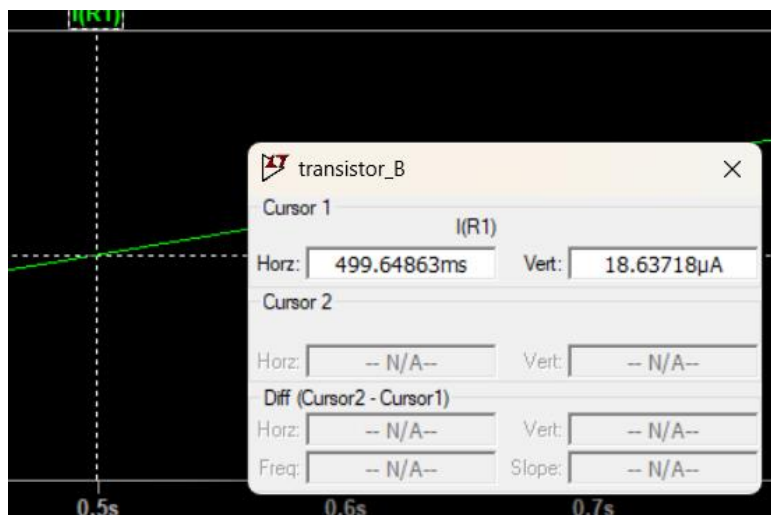 I(R1)
transistor_B
Cursor 1
I(R1)
Horz: 499.64863ms Vert: 18.63718µA
Cursor 2
Horz: -- N/A-- Vert: -- N/A--
Diff (Cursor2 - Cursor1)
Horz: -- N/A-- Vert: -- N/A--
Freq: -- N/A-- Slope: -- N/A--
0.5s 0.6s 0.7s